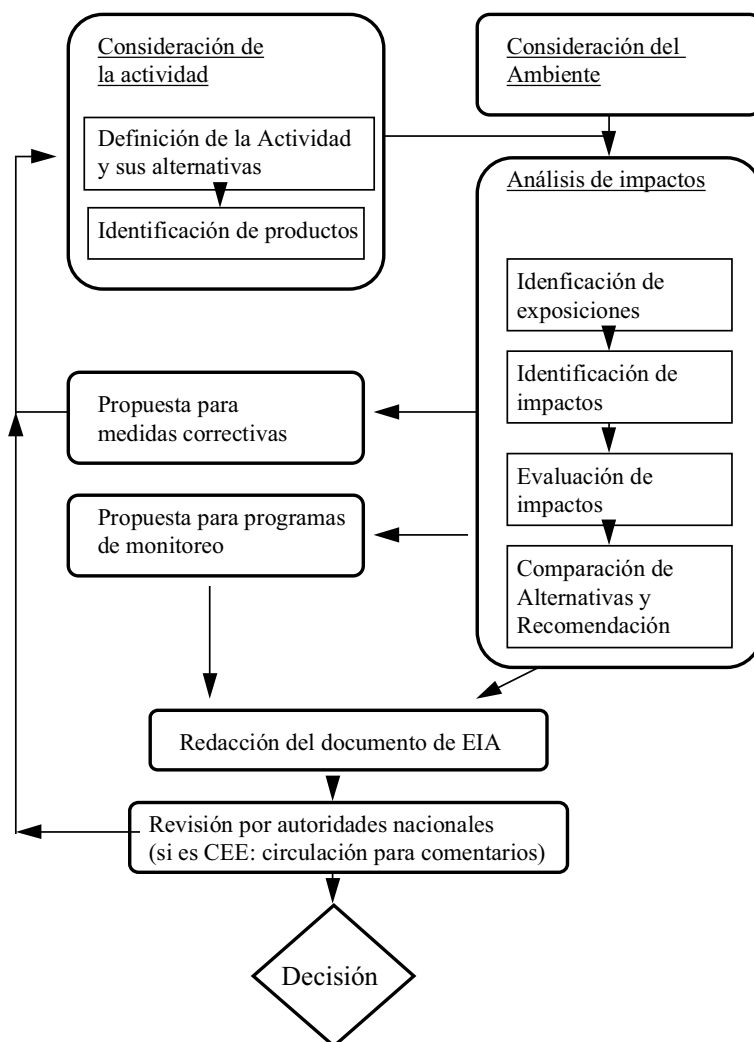 Consideración de
la actividad
Definición de la Actividad
y sus alternativas
Identificación de productos
Consideración del
Ambiente
Análisis de impactos
Idenficación de
exposiciones
Identificación de
impactos
Evaluación de
impactos
Comparación de
Alternativas y
Recomendación
Propuesta para
medidas correctivas
Propuesta para programas
de monitoreo
Redacción del documento de EIA
Revisión por autoridades nacionales
(si es CEE: circulación para comentarios)
Decisión